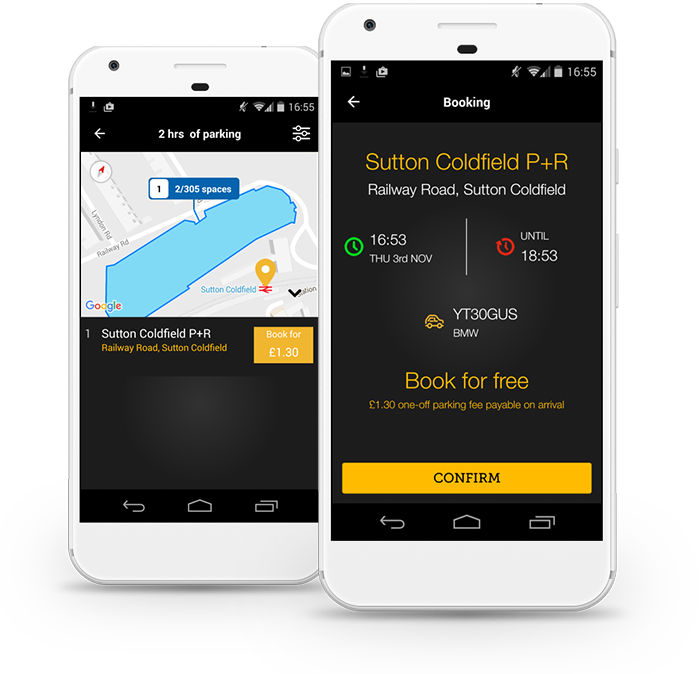 16:55
2 hrs of parking
1 2/305 spaces
Lyndon Rd
Railway Rd
Sutton Coldfield
Station
Google
1 Sutton Coldfield P+R
Railway Road, Sutton Coldfield
Book for
£1.30
16:55
Booking
Sutton Coldfield P+R
Railway Road, Sutton Coldfield
16:53
THU 3rd NOV
UNTIL
18:53
YT30GUS
BMW
Book for free
£1.30 one-off parking fee payable on arrival
CONFIRM